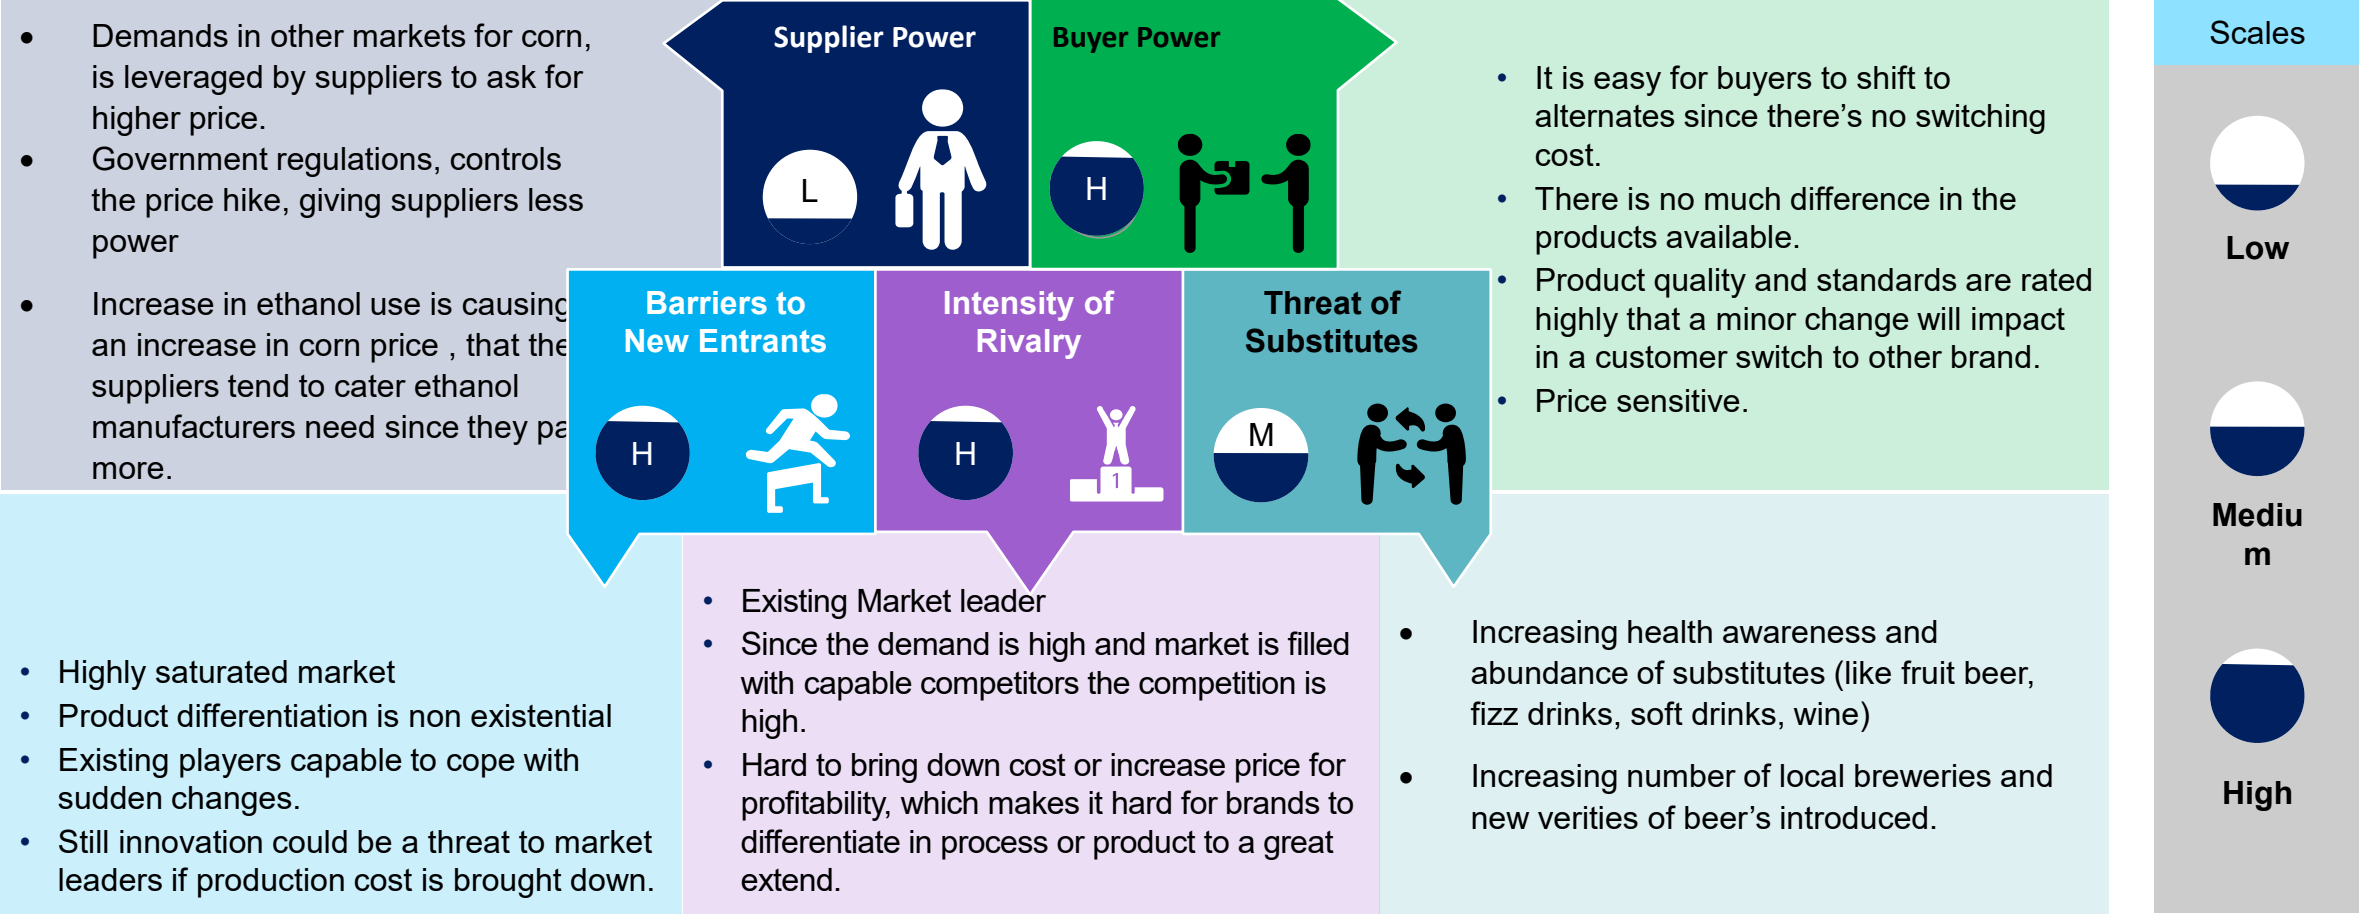 • Demands in other markets for corn,
is leveraged by suppliers to ask for
higher price.
• Government regulations, controls
the price hike, giving suppliers less
power
• Increase in ethanol use is causing
an increase in corn price , that the
suppliers tend to cater ethanol
manufacturers need since they pa
more.
Supplier Power
L
Buyer Power
H
• It is easy for buyers to shift to
alternates since there’s no switching
cost.
• There is no much difference in the
products available.
• Product quality and standards are rated
highly that a minor change will impact
in a customer switch to other brand.
• Price sensitive.
Barriers to
New Entrants
H
Intensity of
Rivalry
H
1
Threat of
Substitutes
M
• Highly saturated market
• Product differentiation is non existential
• Existing players capable to cope with
sudden changes.
• Still innovation could be a threat to market
leaders if production cost is brought down.
• Existing Market leader
• Since the demand is high and market is filled
with capable competitors the competition is
high.
• Hard to bring down cost or increase price for
profitability, which makes it hard for brands to
differentiate in process or product to a great
extend.
• Increasing health awareness and
abundance of substitutes (like fruit beer,
fizz drinks, soft drinks, wine)
• Increasing number of local breweries and
new verities of beer’s introduced.
Scales
Low
Mediu
m
High